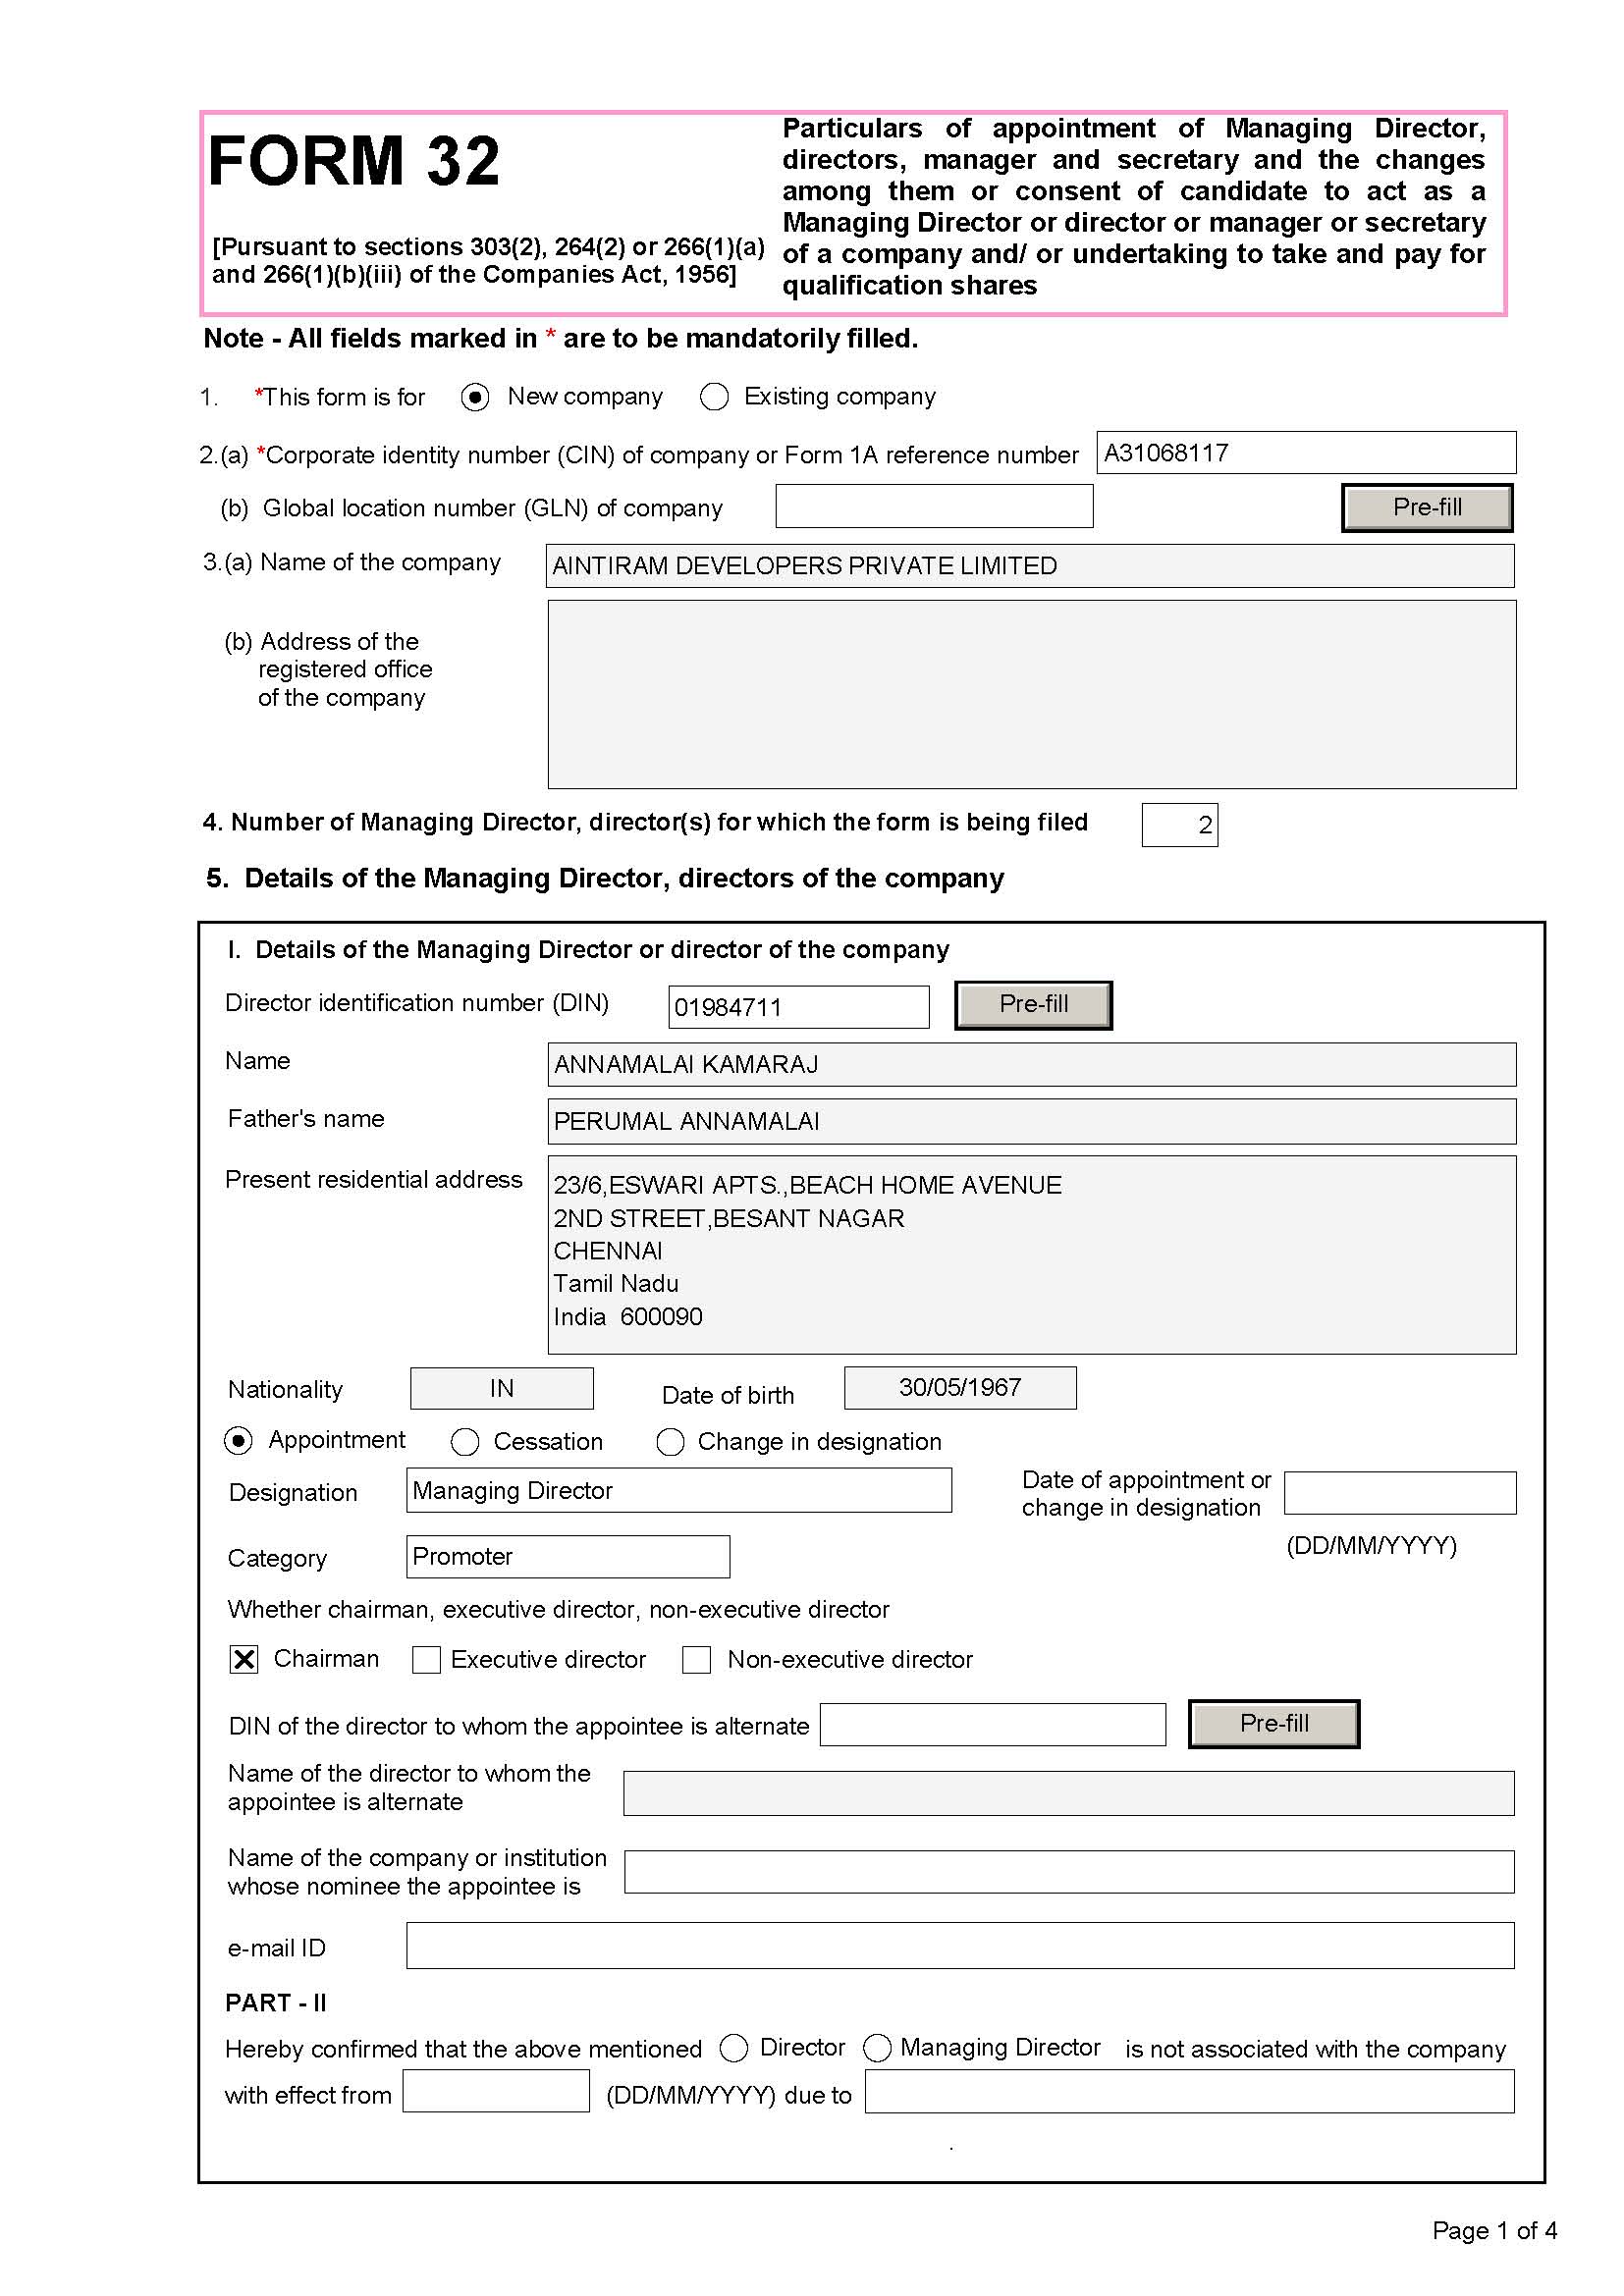 FORM 32
[Pursuant to sections 303(2), 264(2) or 266(1)(a)
and 266(1)(b)(iii) of the Companies Act, 1956]
Particulars of appointment of Managing Director,
directors, manager and secretary and the changes
among them or consent of candidate to act as a
Managing Director or director or manager or secretary
of a company and/ or undertaking to take and pay for
qualification shares
Note - All fields marked in * are to be mandatorily filled.
1. *This form is for New company Existing company
2.(a) *Corporate identity number (CIN) of company or Form 1A reference number A31068117
(b) Global location number (GLN) of company Pre-fill
3.(a) Name of the company AINTIRAM DEVELOPERS PRIVATE LIMITED
(b) Address of the
registered office
of the company
4. Number of Managing Director, director(s) for which the form is being filed 2
5. Details of the Managing Director, directors of the company
I. Details of the Managing Director or director of the company
Director identification number (DIN) 01984711 Pre-fill
Name ANNAMALAI KAMARAJ
Father's name PERUMAL ANNAMALAI
Present residential address 23/6,ESWARI APTS.,BEACH HOME AVENUE
2ND STREET,BESANT NAGAR
CHENNAI
Tamil Nadu
India 600090
Nationality IN Date of birth 30/05/1967
Appointment Cessation Change in designation
Designation Managing Director Date of appointment or
change in designation
(DD/MM/YYYY)
Category Promoter
Whether chairman, executive director, non-executive director
Chairman Executive director Non-executive director
DIN of the director to whom the appointee is alternate Pre-fill
Name of the director to whom the
appointee is alternate
Name of the company or institution
whose nominee the appointee is
e-mail ID
PART - II
Hereby confirmed that the above mentioned Director Managing Director is not associated with the company
with effect from (DD/MM/YYYY) due to
.
Page 1 of 4